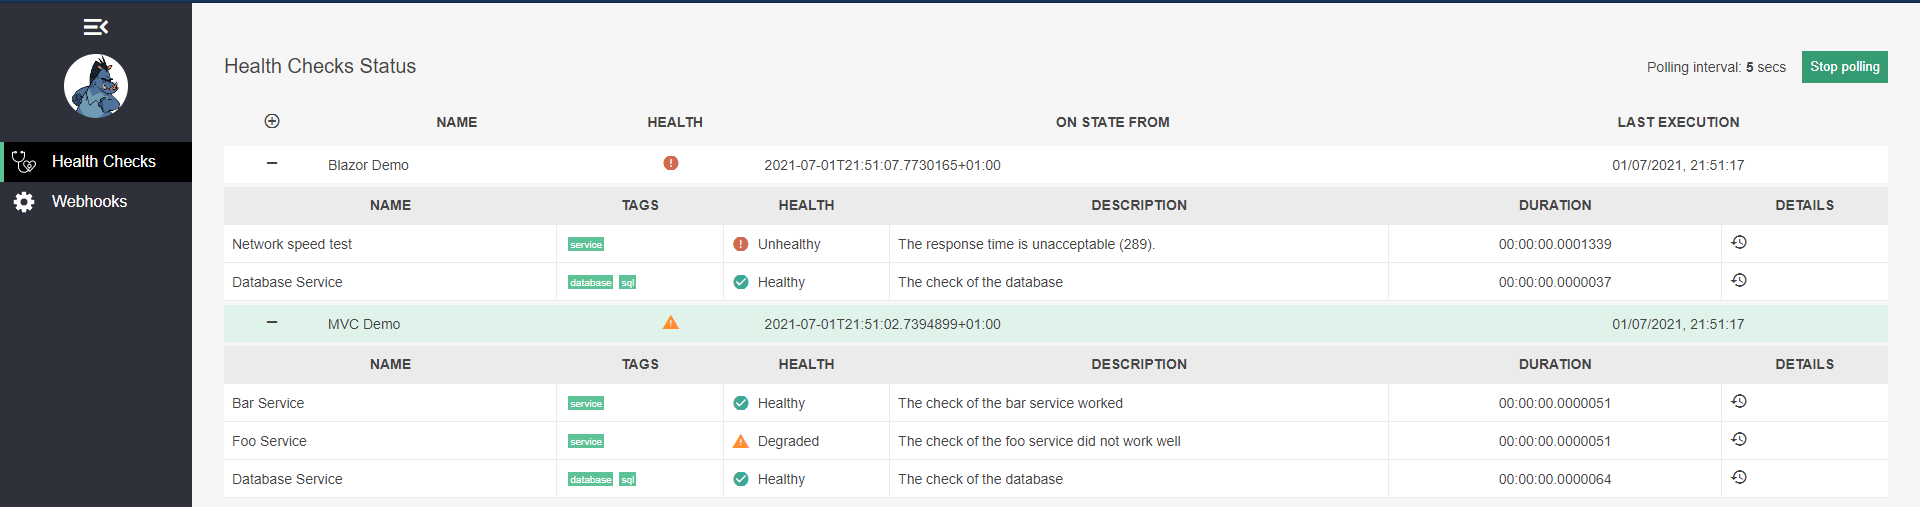 Health Checks Status
Polling interval: 5 secs Stop polling
Health Checks
Webhooks
NAME HEALTH ON STATE FROM LAST EXECUTION
Blazor Demo 2021-07-01T21:51:07.7730165+01:00 01/07/2021, 21:51:17
NAME TAGS HEALTH DESCRIPTION DURATION DETAILS
Network speed test service Unhealthy The response time is unacceptable (289). 00:00:00.0001339
Database Service database sql Healthy The check of the database 00:00:00.0000037
MVC Demo 2021-07-01T21:51:02.7394899+01:00 01/07/2021, 21:51:17
NAME TAGS HEALTH DESCRIPTION DURATION DETAILS
Bar Service service Healthy The check of the bar service worked 00:00:00.0000051
Foo Service service Degraded The check of the foo service did not work well 00:00:00.0000051
Database Service database sql Healthy The check of the database 00:00:00.0000064